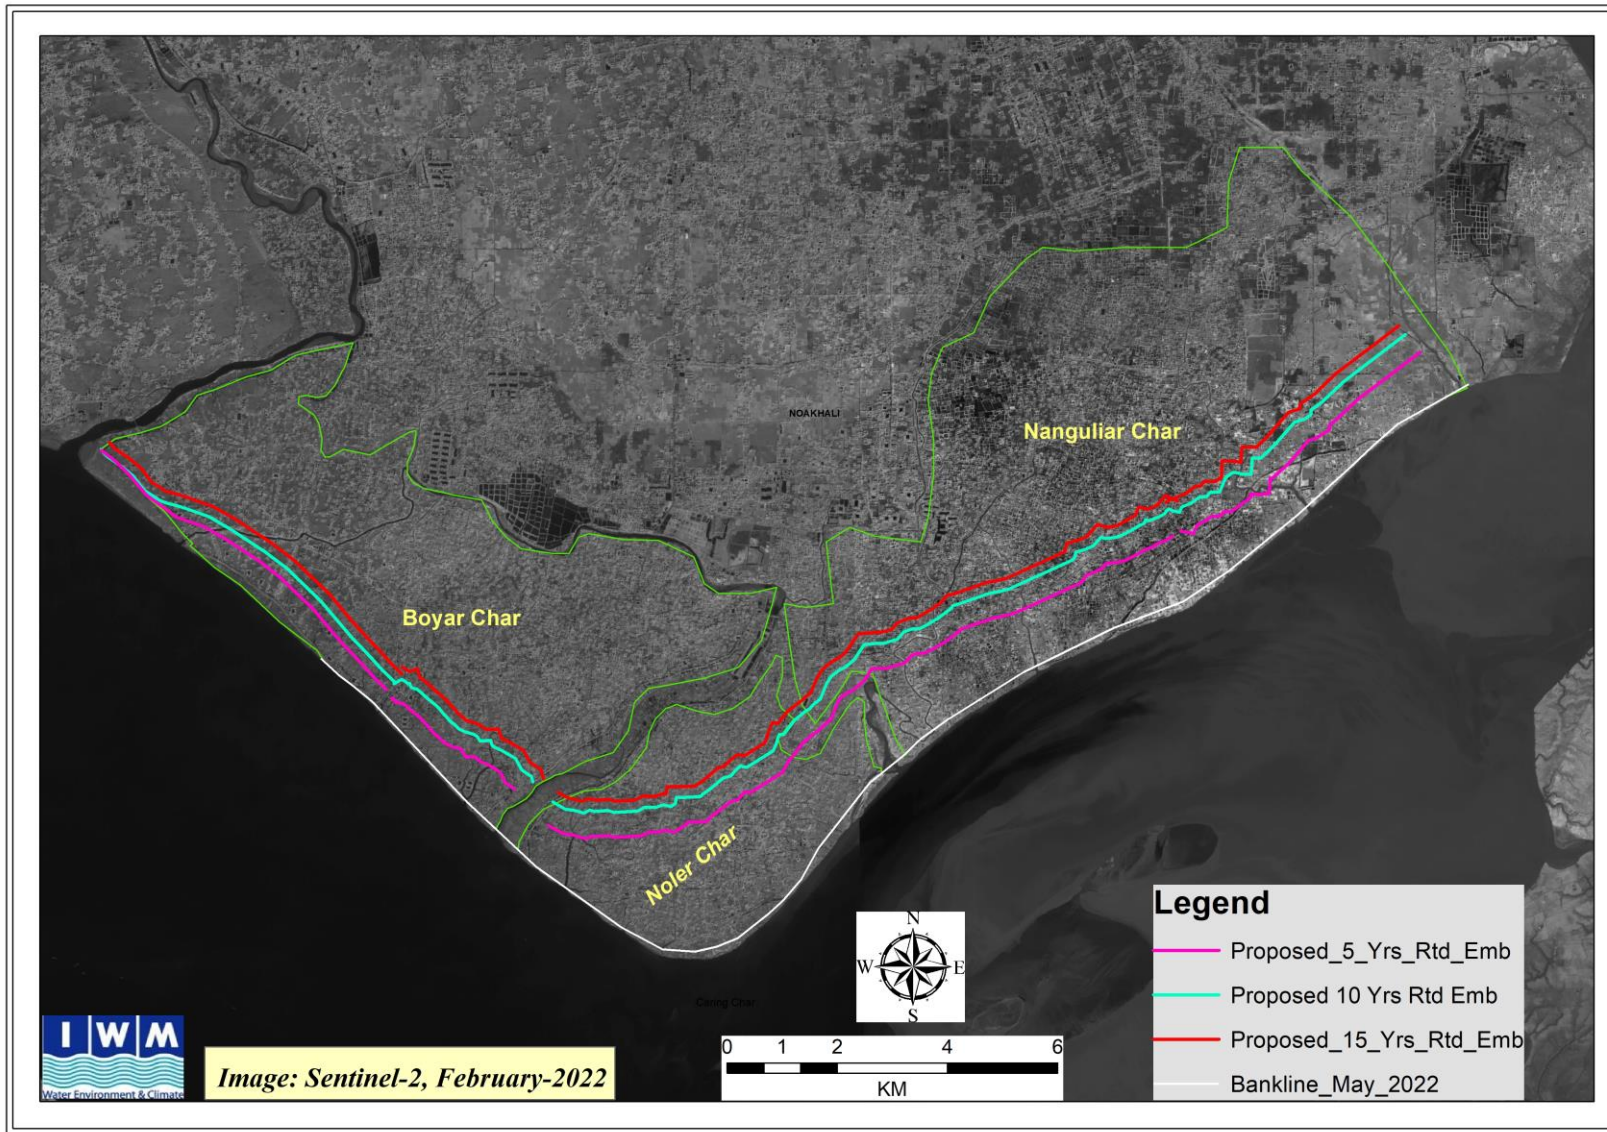 NOAKHALI
Nanguliar Char
Boyar Char
Noler Char
Caring Char
N
W E
S
0 1 2 4 6
KM
Legend
Proposed_5_Yrs_Rtd_Emb
Proposed 10 Yrs Rtd Emb
Proposed_15_Yrs_Rtd_Emb
Bankline_May_2022
IWM
Water Environment & Climate
Image: Sentinel-2, February-2022